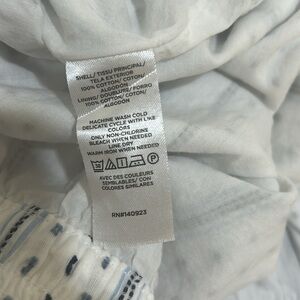 SHELL/ TISSU PRINCIPAL/
TELA EXTERIOR
100% COTTON/ COTON/
ALGODÓN
LINING/ DOUBLURE/ FORRO
100% COTTON/ COTON/
ALGODÓN
MACHINE WASH COLD
DELICATE CYCLE WITH LIKE
COLORS
ONLY NON-CHLORINE
BLEACH WHEN NEEDED
LINE DRY
WARM IRON WHEN NEEDED
AVEC DES COULEURS
SEMBLABLES/ CON
COLORES SIMILARES
RN#140923